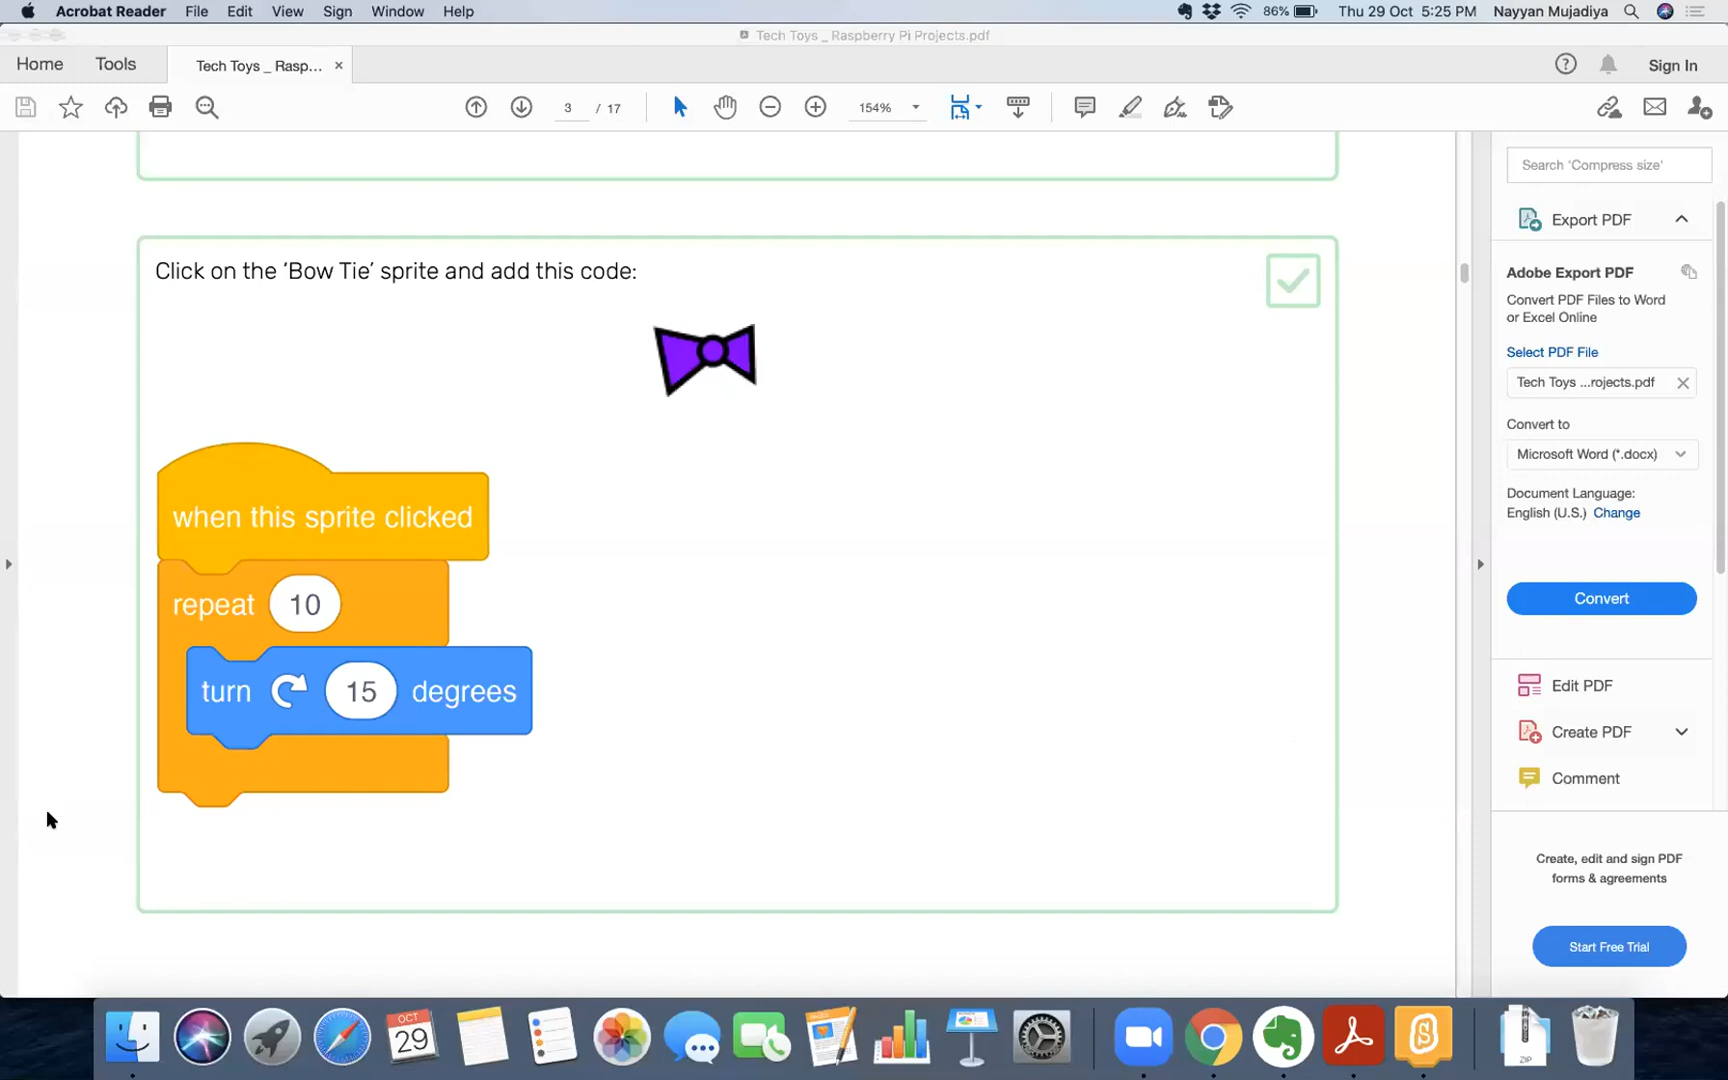 Acrobat Reader File Edit View Sign Window Help 86% Thu 29 Oct 5:25 PM Nayyan Mujadiya
Tech Toys _ Raspberry Pi Projects.pdf
Home Tools Tech Toys _ Rasp... × Sign In
3 / 17 154%
Search 'Compress size'
Export PDF
Adobe Export PDF
Convert PDF Files to Word
or Excel Online
Select PDF File
Tech Toys ...rojects.pdf
Convert to
Microsoft Word (*.docx)
Document Language:
English (U.S.) Change
Convert
Edit PDF
Create PDF
Comment
Create, edit and sign PDF
forms & agreements
Start Free Trial
Click on the ‘Bow Tie’ sprite and add this code:
when this sprite clicked
repeat 10
turn 15 degrees
OCT
29
ZIP